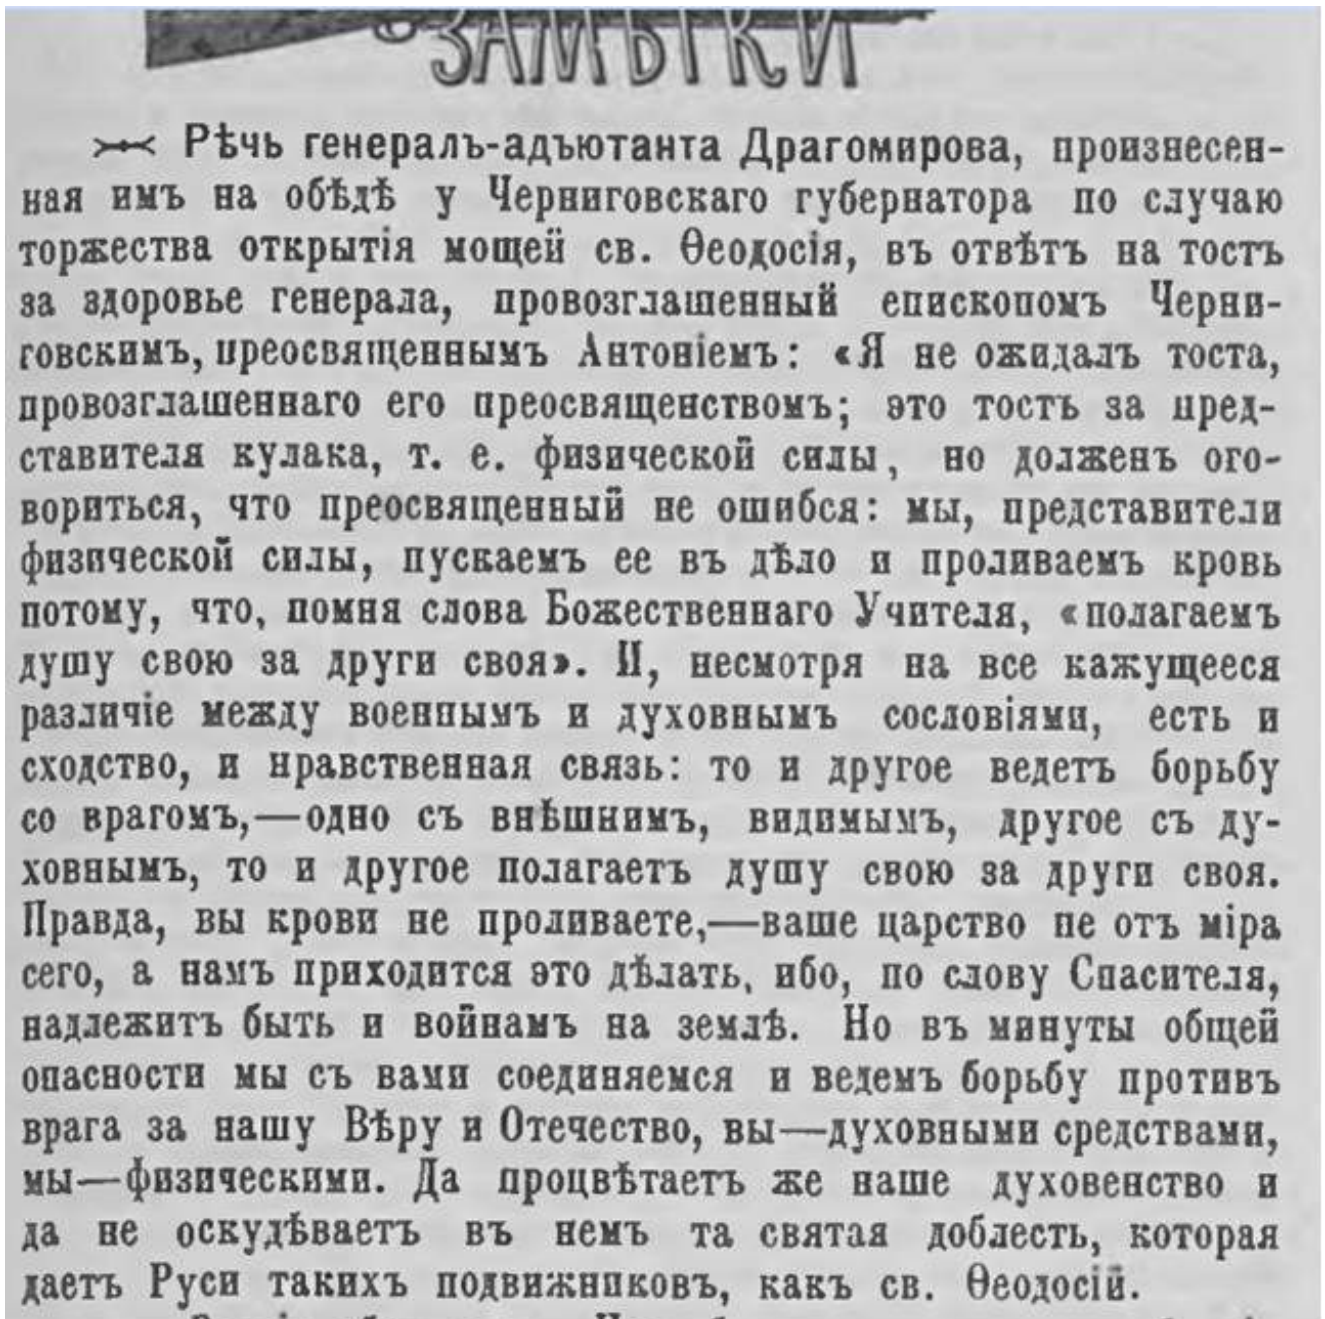 ЗАМѢТКИ
Рѣчь генералъ-адъютанта Драгомирова, произнесен-
ная имъ на обѣдѣ у Черниговскаго губернатора по случаю
торжества открытія мощей св. Ѳеодосія, въ отвѣтъ на тостъ
за здоровье генерала, провозглашенный епископомъ Черни-
говскимъ, преосвященнымъ Антоніемъ: «Я не ожидалъ тоста,
провозглашеннаго его преосвященствомъ; это тостъ за пред-
ставителя кулака, т. е. физической силы, но долженъ ого-
вориться, что преосвященный не ошибся: мы, представители
физической силы, пускаемъ ее въ дѣло и проливаемъ кровь
потому, что, помня слова Божественнаго Учителя, «полагаемъ
душу свою за други своя». И, несмотря на все кажущееся
различіе между военнымъ и духовнымъ сословіями, есть и
сходство, и нравственная связь: то и другое ведетъ борьбу
со врагомъ,—одно съ внѣшнимъ, видимымъ, другое съ ду-
ховнымъ, то и другое полагаетъ душу свою за други своя.
Правда, вы крови не проливаете,—ваше царство не отъ міра
сего, а намъ приходится это дѣлать, ибо, по слову Спасителя,
надлежитъ быть и войнамъ на землѣ. Но въ минуты общей
опасности мы съ вами соединяемся и ведемъ борьбу противъ
врага за нашу Вѣру и Отечество, вы—духовными средствами,
мы—физическими. Да процвѣтаетъ же наше духовенство и
да не оскудѣваетъ въ немъ та святая доблесть, которая
даетъ Руси такихъ подвижниковъ, какъ св. Ѳеодосій.